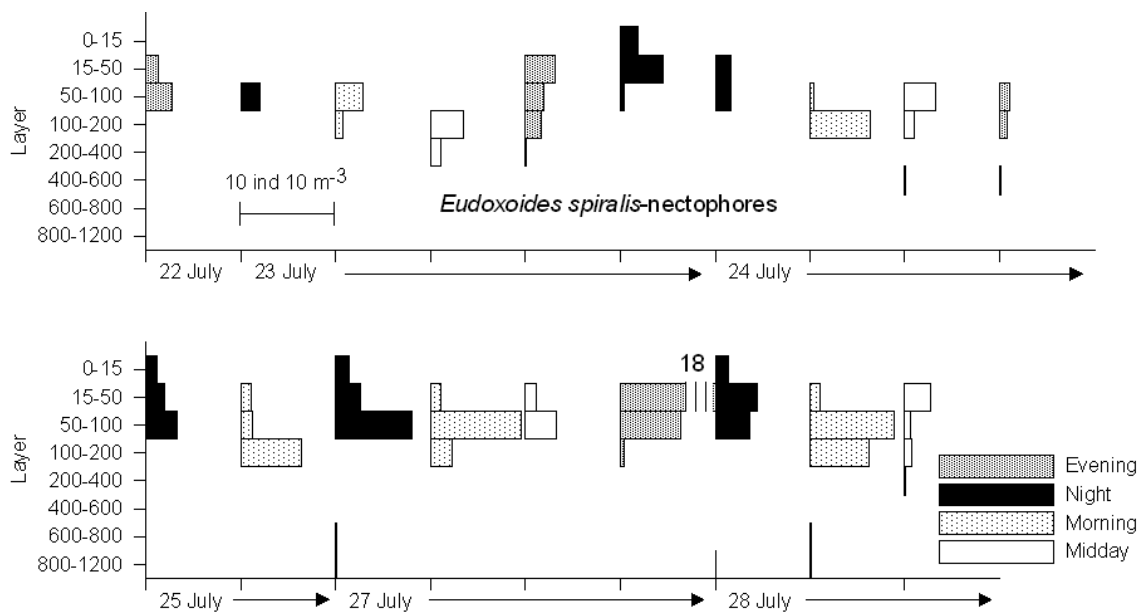 0-15
15-50
50-100
100-200
200-400
400-600
600-800
800-1200
Layer
10 ind 10 m-3
Eudoxoides spiralis-nectophores
22 July 23 July 24 July
0-15
15-50
50-100
100-200
200-400
400-600
600-800
800-1200
Layer
18
Evening
Night
Morning
Midday
25 July 27 July 28 July